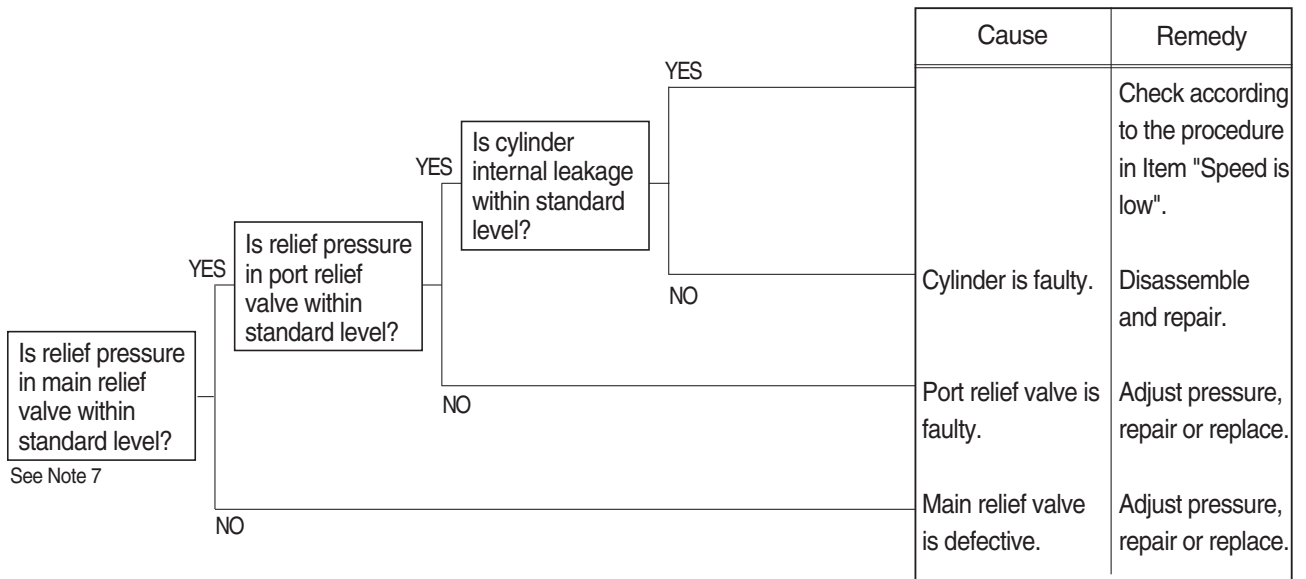 Cause
Remedy
YES
Check according
to the procedure
in Item "Speed is
low".
Is cylinder
internal leakage
within standard
level?
YES
NO
Cylinder is faulty.
Disassemble
and repair.
Is relief pressure
in port relief
valve within
standard level?
YES
NO
Port relief valve is
faulty.
Adjust pressure,
repair or replace.
Is relief pressure
in main relief
valve within
standard level?
See Note 7
NO
Main relief valve
is defective.
Adjust pressure,
repair or replace.